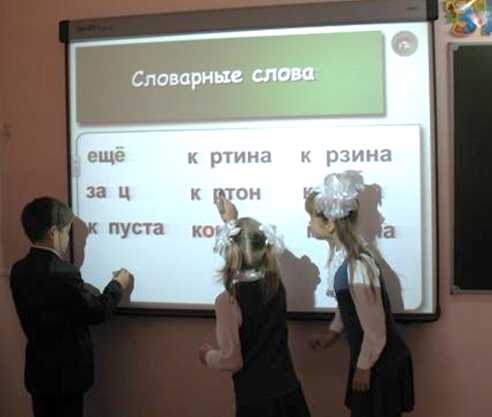 Словарные слова
ещё к ртина к рзина
за ц к ртон
к пуста